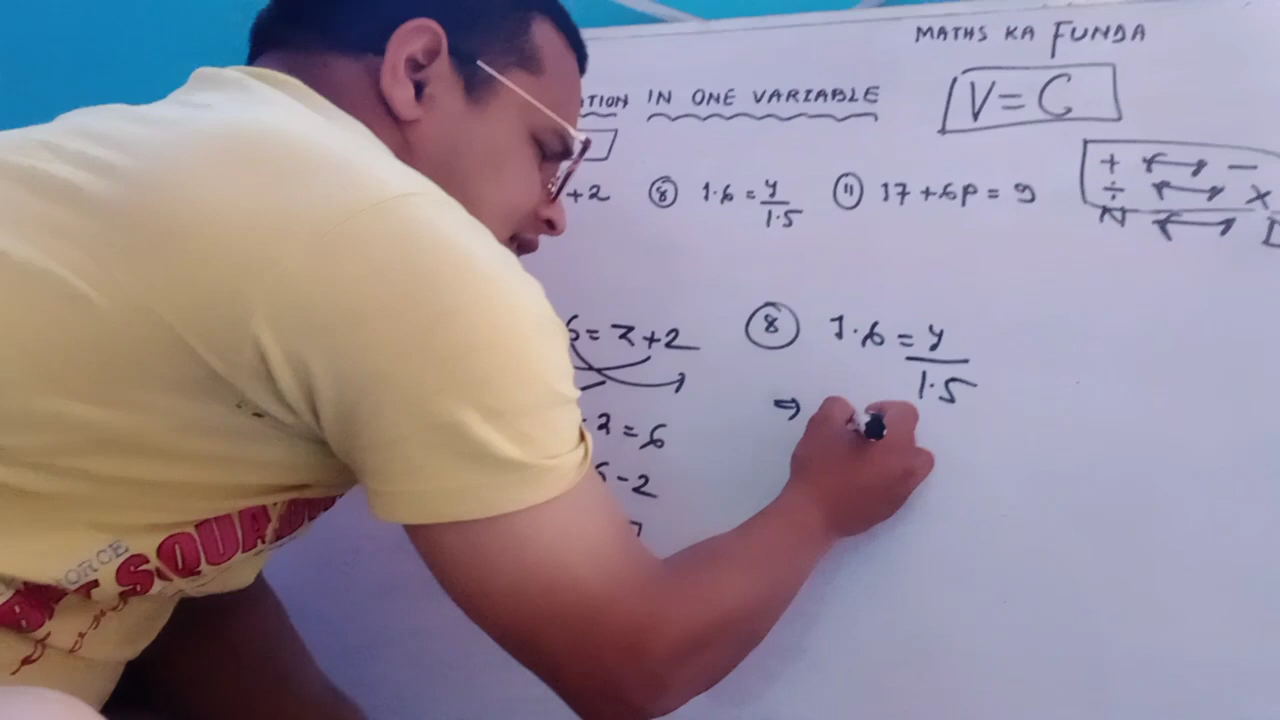 MATHS KA FUNDA
TION IN ONE VARIABLE
V=C
+ ↔ -
÷ ↔ X
N ↔ D
+2 ⑧ 1.6 = y/1.5 ⑪ 17+6P = 9
6 = z+2 ⑧ 1.6 = y/1.5
⇒
2 = 6
6-2
SQUAD